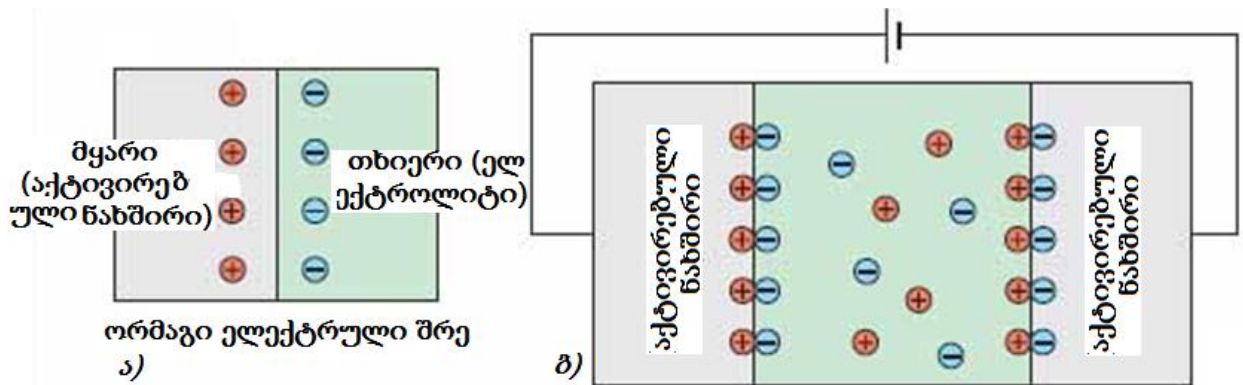 მყარი
(აქტივირებ
ული ნახშირი)
თხიერი (ელ
ექტროლიტი)
ორმაგი ელექტრული შრე
ა)
აქტივირებული
ნახშირი
აქტივირებული
ნახშირი
გ)